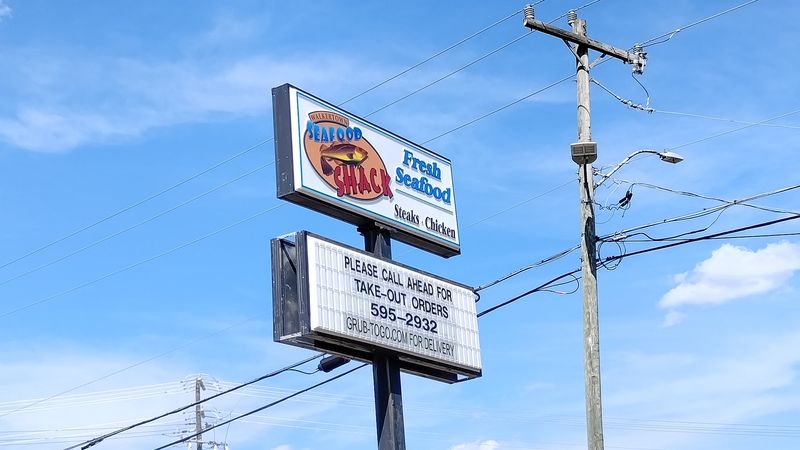 WALKERTOWN
SEAFOOD
SHACK
Fresh
Seafood
Steaks · Chicken
PLEASE CALL AHEAD FOR
TAKE-OUT ORDERS
595-2932
GRUB-TOGO.COM FOR DELIVERY